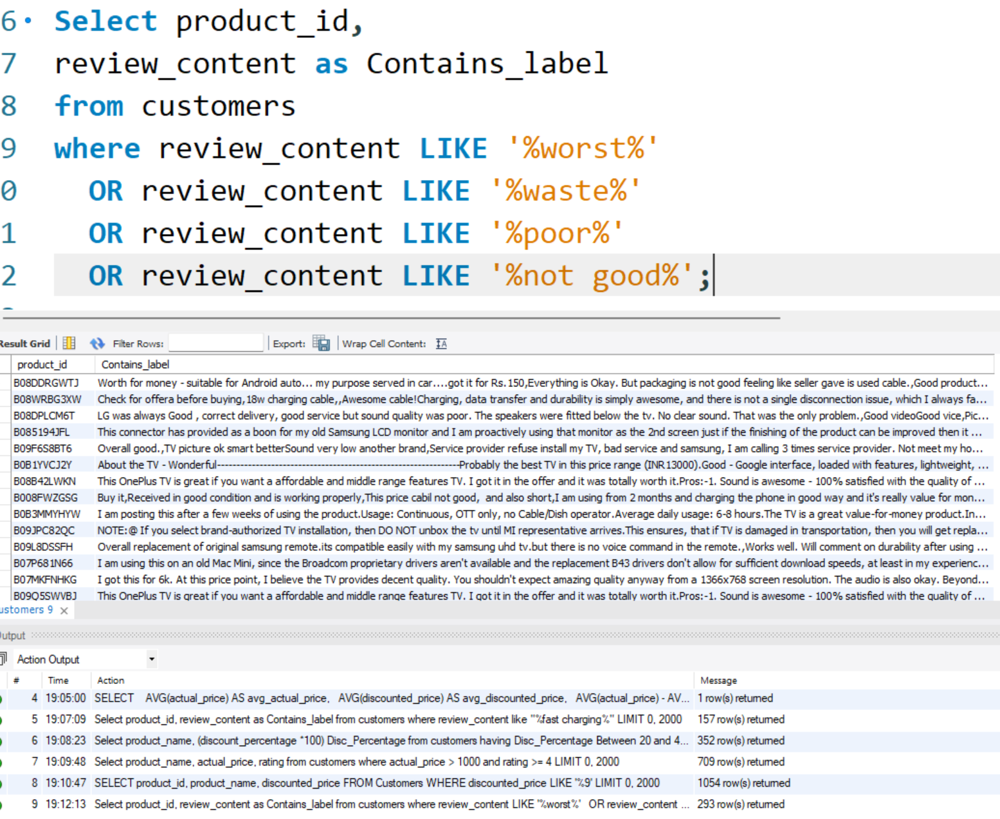 6 Select product_id,
7 review_content as Contains_label
8 from customers
9 where review_content LIKE '%worst%'
0 OR review_content LIKE '%waste%'
1 OR review_content LIKE '%poor%'
2 OR review_content LIKE '%not good%';
Result Grid Filter Rows: Export: Wrap Cell Content:
product_id Contains_label
B08DDRGWTJ Worth for money - suitable for Android auto... my purpose served in car....got it for Rs.150,Everything is Okay. But packaging is not good feeling like seller gave is used cable.,Good product...
B08WRBG3XW Check for offera before buying,18w charging cable,,Awesome cable!Charging, data transfer and durability is simply awesome, and there is not a single disconnection issue, which I always fa...
B08DPLCM6T LG was always Good , correct delivery, good service but sound quality was poor. The speakers were fitted below the tv. No clear sound. That was the only problem.,Good videoGood vice,Pic...
B085194JFL This connector has provided as a boon for my old Samsung LCD monitor and I am proactively using that monitor as the 2nd screen just if the finishing of the product can be improved then it ...
B09F6S8BT6 Overall good.,TV picture ok smart betterSound very low another brand,Service provider refuse install my TV, bad service and samsung, I am calling 3 times service provider. Not meet my ho...
B0B1YVCJ2Y About the TV - Wonderful--------------------------------------------------------------Probably the best TV in this price range (INR13000).Good - Google interface, loaded with features, lightweight, ...
B08B42LWKN This OnePlus TV is great if you want a affordable and middle range features TV. I got it in the offer and it was totally worth it.Pros:-1. Sound is awesome - 100% satisfied with the quality of ...
B008FWZGSG Buy it,Received in good condition and is working properly,This price cabil not good, and also short,I am using from 2 months and charging the phone in good way and it's really value for mon...
B0B3MMYHYW I am posting this after a few weeks of using the product.Usage: Continuous, OTT only, no Cable/Dish operator.Average daily usage: 6-8 hours.The TV is a great value-for-money product.In...
B09JPC82QC NOTE:@ If you select brand-authorized TV installation, then DO NOT unbox the tv until MI representative arrives.This ensures, that if TV is damaged in transportation, then you will get repla...
B09L8DSSFH Overall replacement of original samsung remote.its compatible easily with my samsung uhd tv.but there is no voice command in the remote.,Works well. Will comment on durability after using ...
B07P681N66 I am using this on an old Mac Mini, since the Broadcom proprietary drivers aren't available and the replacement B43 drivers don't allow for sufficient download speeds, at least in my experienc...
B07MKFNHKG I got this for 6k. At this price point, I believe the TV provides decent quality. You shouldn't expect amazing quality anyway from a 1366x768 screen resolution. The audio is also okay. Beyond...
B09Q5SWVBJ This OnePlus TV is great if you want a affordable and middle range features TV. I got it in the offer and it was totally worth it.Pros:-1. Sound is awesome - 100% satisfied with the quality of ...
ustomers 9
utput
Action Output
# Time Action Message
4 19:05:00 SELECT AVG(actual_price) AS avg_actual_price, AVG(discounted_price) AS avg_discounted_price, AVG(actual_price) - AV... 1 row(s) returned
5 19:07:09 Select product_id, review_content as Contains_label from customers where review_content like "%fast charging%" LIMIT 0, 2000 157 row(s) returned
6 19:08:23 Select product_name, (discount_percentage *100) Disc_Percentage from customers having Disc_Percentage Between 20 and 4... 352 row(s) returned
7 19:09:48 Select product_name, actual_price, rating from customers where actual_price > 1000 and rating >= 4 LIMIT 0, 2000 709 row(s) returned
8 19:10:47 SELECT product_id, product_name, discounted_price FROM Customers WHERE discounted_price LIKE '%9' LIMIT 0, 2000 1054 row(s) returned
9 19:12:13 Select product_id, review_content as Contains_label from customers where review_content LIKE '%worst%' OR review_content ... 293 row(s) returned